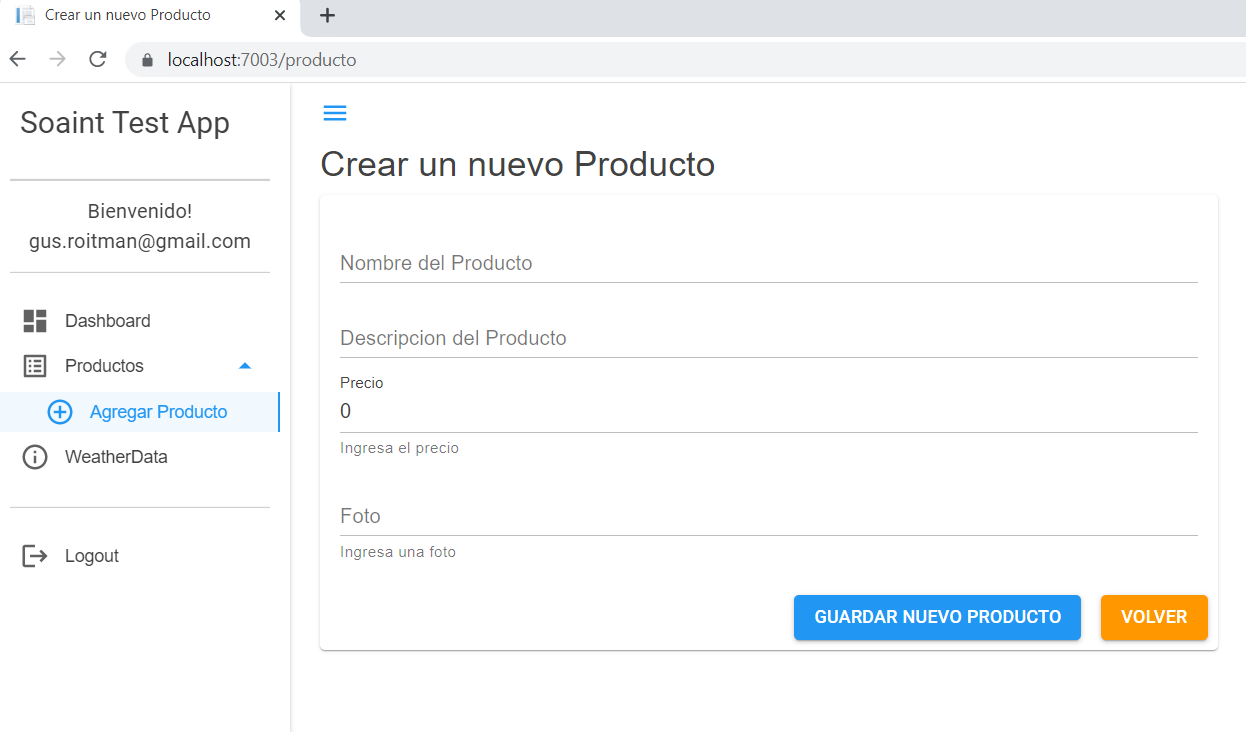 Crear un nuevo Producto
localhost:7003/producto
Soaint Test App
Bienvenido!
gus.roitman@gmail.com
Dashboard
Productos
Agregar Producto
WeatherData
Logout
Crear un nuevo Producto
Nombre del Producto
Descripcion del Producto
Precio
0
Ingresa el precio
Foto
Ingresa una foto
GUARDAR NUEVO PRODUCTO
VOLVER